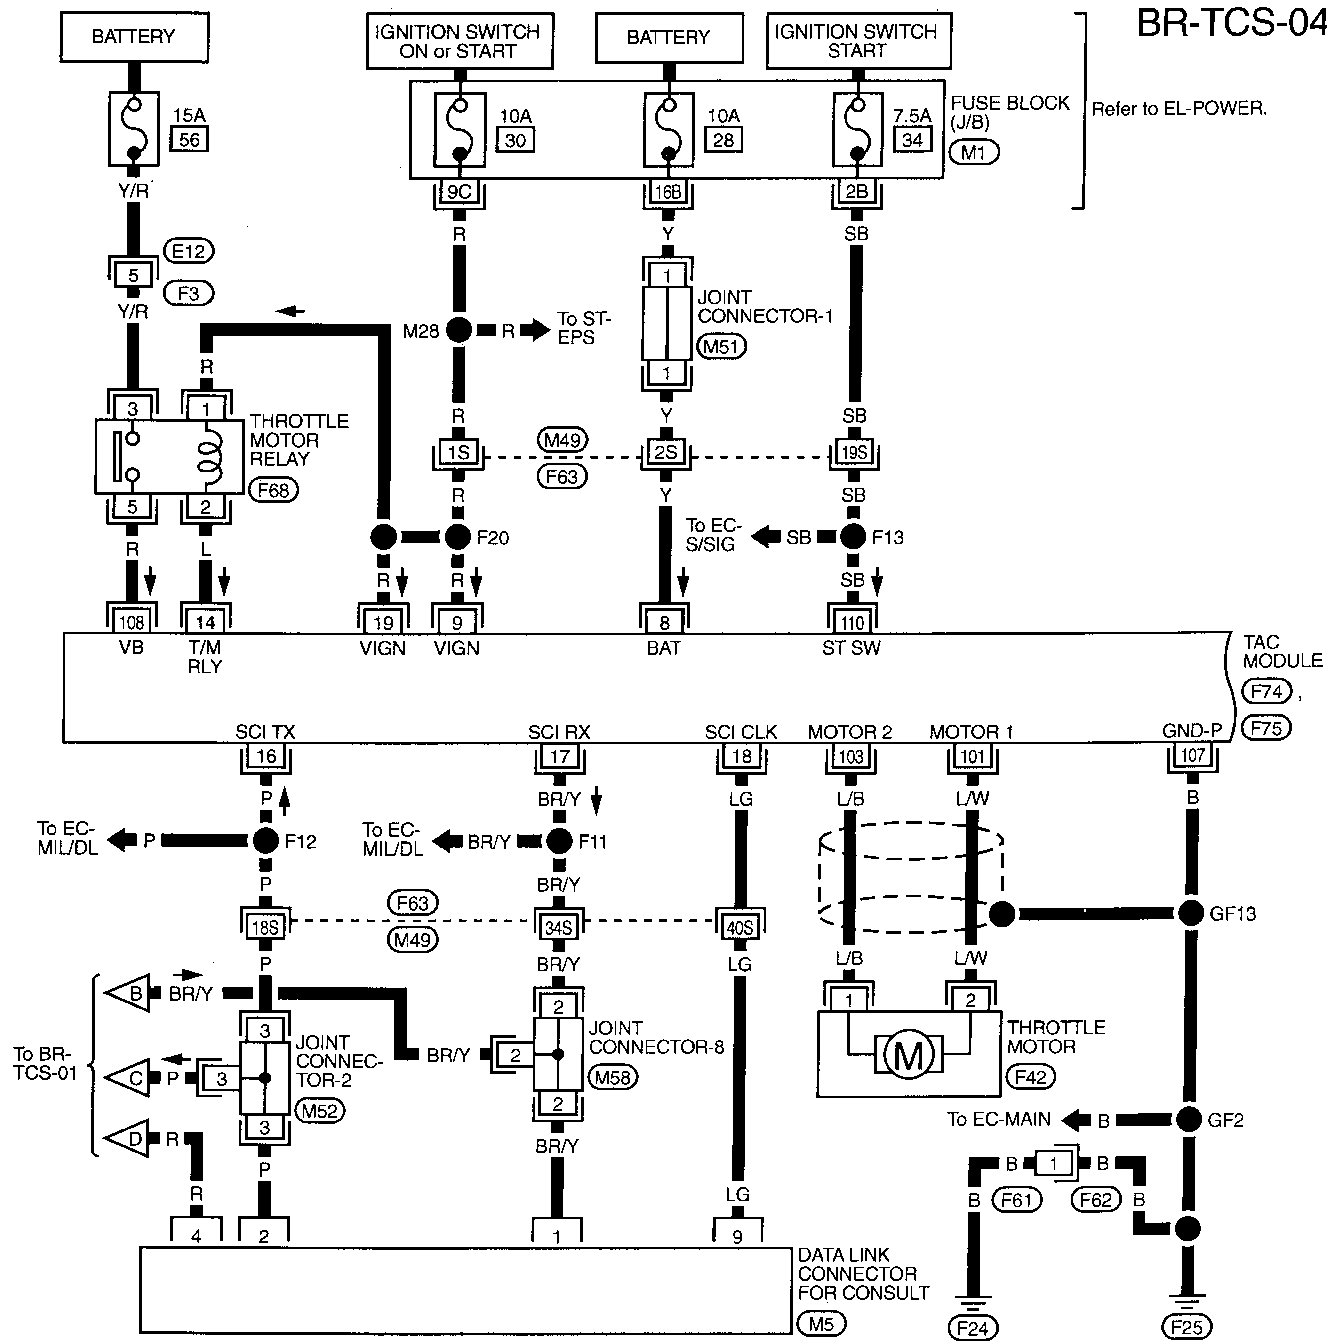 BR-TCS-04
BATTERY
IGNITION SWITCH
ON or START
BATTERY
IGNITION SWITCH
START
15A
56
10A
30
10A
28
7.5A
34
FUSE BLOCK
(J/B)
M1
Refer to EL-POWER.
Y/R
9C
16B
2B
R
Y
SB
E12
5
F3
Y/R
1
JOINT
CONNECTOR-1
M51
1
M28
R
To ST-
EPS
R
3
1
R
Y
SB
THROTTLE
MOTOR
RELAY
F68
1S
M49
F63
2S
19S
5
2
R
Y
SB
R
L
F20
To EC-
S/SIG
SB
F13
R
R
SB
108
14
19
9
8
110
VB
T/M
RLY
VIGN
VIGN
BAT
ST SW
TAC
MODULE
F74 ,
F75
SCI TX
SCI RX
SCI CLK
MOTOR 2
MOTOR 1
GND-P
16
17
18
103
101
107
P
BR/Y
LG
L/B
L/W
B
To EC-
MIL/DL
P
F12
To EC-
MIL/DL
BR/Y
F11
P
BR/Y
18S
F63
M49
34S
40S
GF13
P
BR/Y
LG
L/B
L/W
To BR-
TCS-01
B
BR/Y
3
2
1
2
JOINT
CONNEC-
TOR-2
M52
C
P
3
BR/Y
2
JOINT
CONNECTOR-8
M58
M
THROTTLE
MOTOR
F42
D
R
3
2
To EC-MAIN
B
GF2
P
BR/Y
B
1
B
F61
F62
R
LG
B
B
4
2
1
9
DATA LINK
CONNECTOR
FOR CONSULT
M5
F24
F25